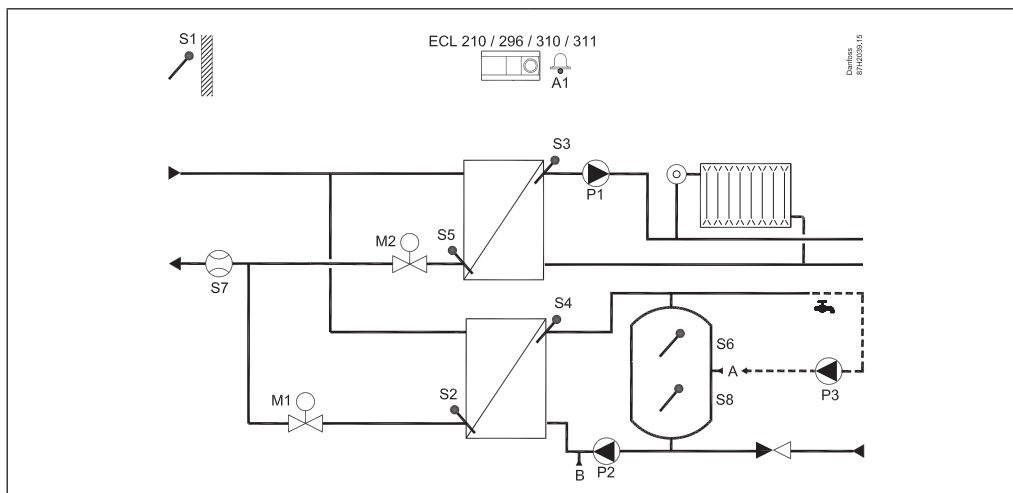 S1
ECL 210 / 296 / 310 / 311
A1
Danfoss
87H2039.15
S3
P1
M2
S5
S7
S4
S6
A
S8
P3
M1
S2
B
P2